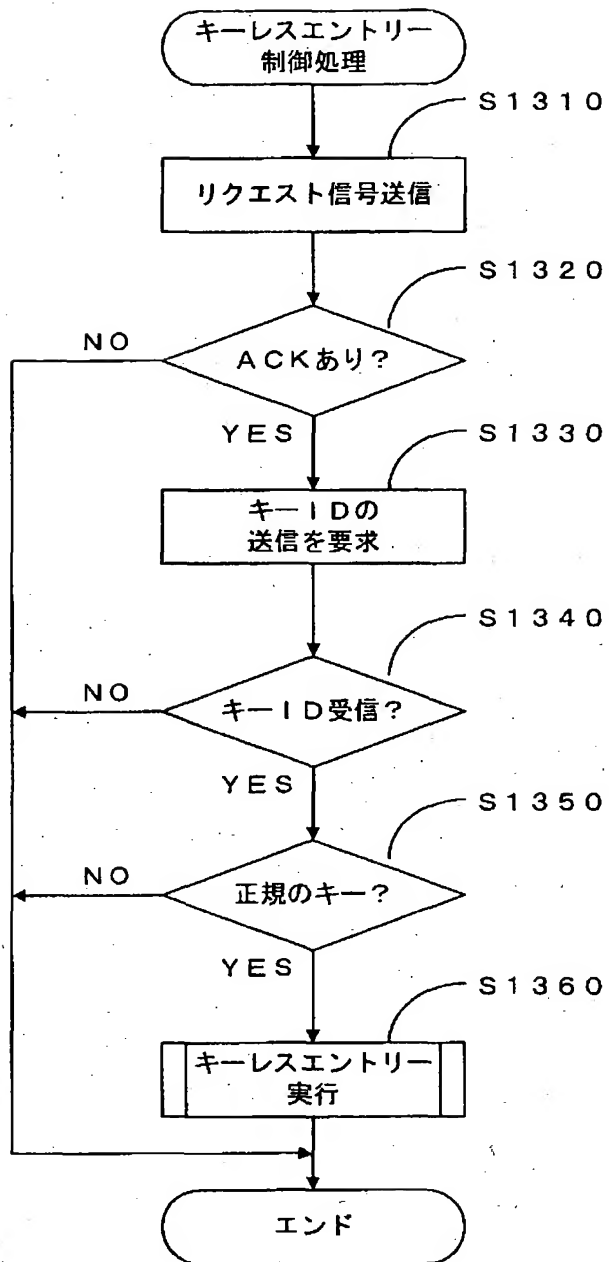 キーレスエントリー
制御処理
S1310
リクエスト信号送信
S1320
NO
ACKあり？
YES
S1330
キーIDの
送信を要求
S1340
NO
キーID受信？
YES
S1350
NO
正規のキー？
YES
S1360
キーレスエントリー
実行
エンド